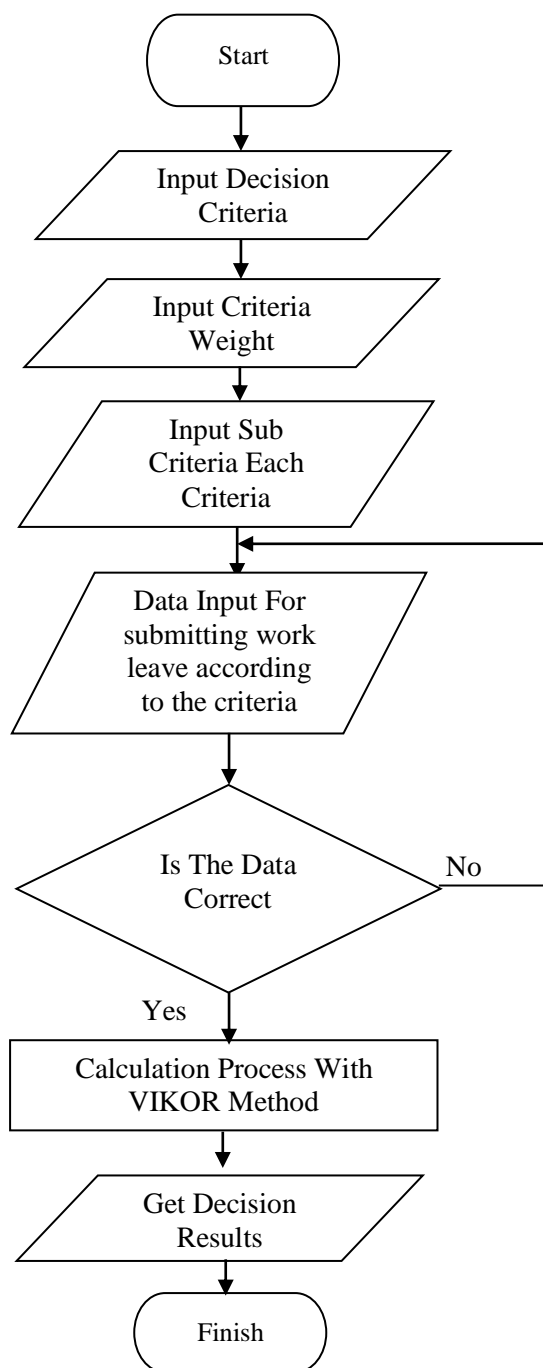 Start
Input Decision
Criteria
Input Criteria
Weight
Input Sub
Criteria Each
Criteria
Data Input For
submitting work
leave according
to the criteria
Is The Data
Correct
No
Yes
Calculation Process With
VIKOR Method
Get Decision
Results
Finish